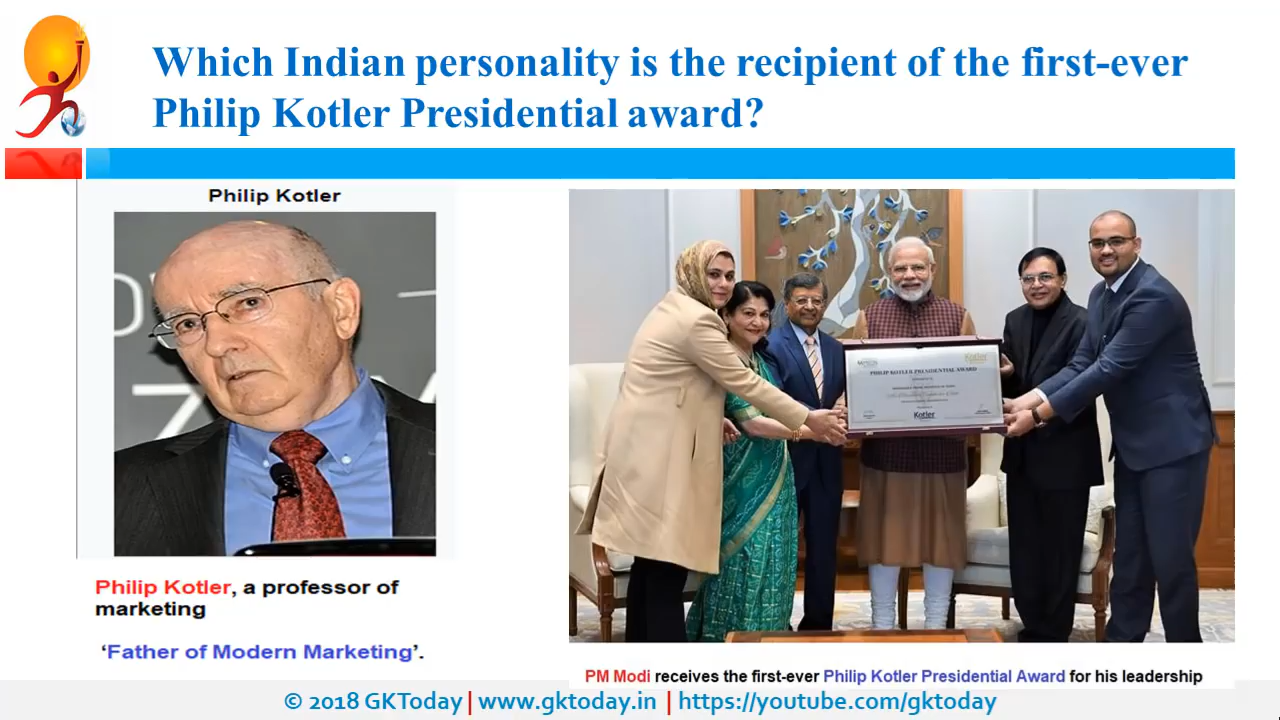 Which Indian personality is the recipient of the first-ever
Philip Kotler Presidential award?
Philip Kotler
PHILIP KOTLER PRESIDENTIAL AWARD
Kotler
Kotler
Philip Kotler, a professor of
marketing
‘Father of Modern Marketing’.
PM Modi receives the first-ever Philip Kotler Presidential Award for his leadership
© 2018 GKToday | www.gktoday.in | https://youtube.com/gktoday